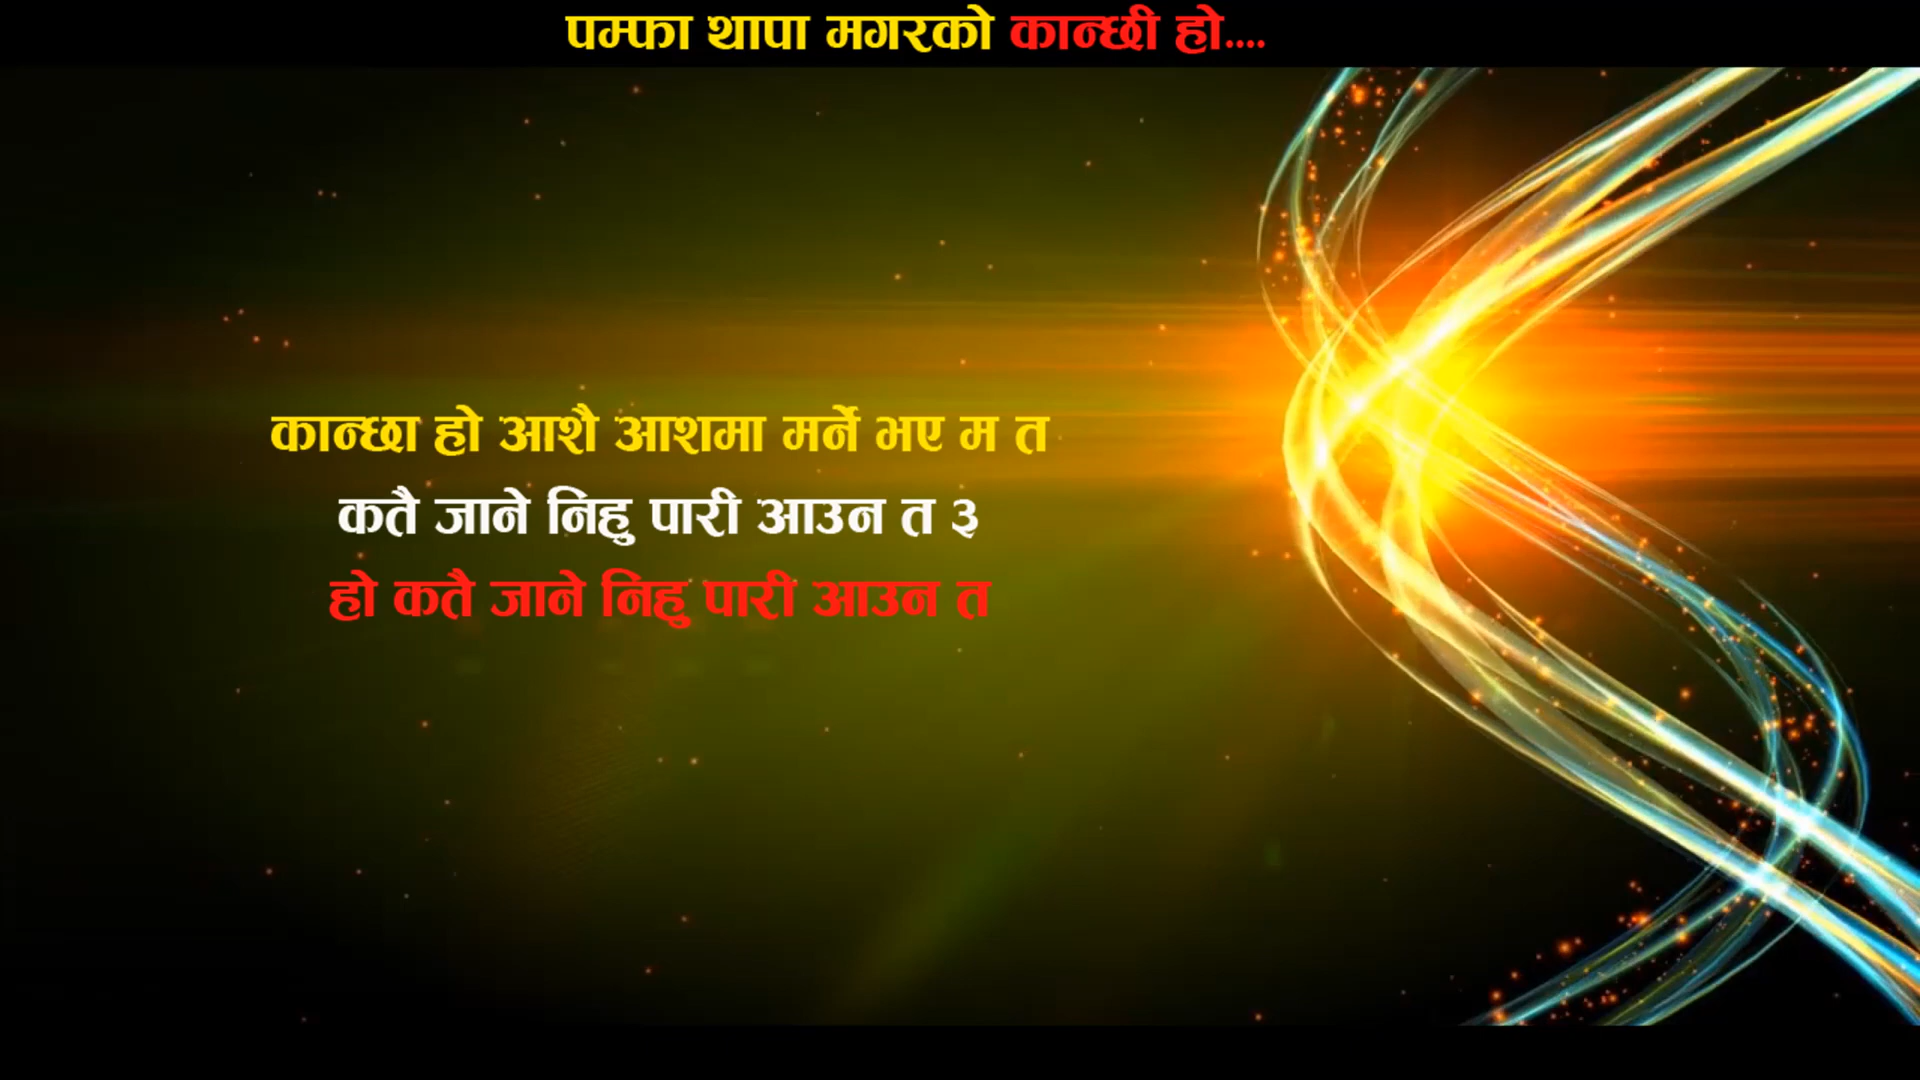 पम्फा थापा मगरको कान्छी हो....
कान्छा हो आशै आशमा मर्ने भए म त
कतै जाने निहु पारी आउन त ३
हो कतै जाने निहु पारी आउन त